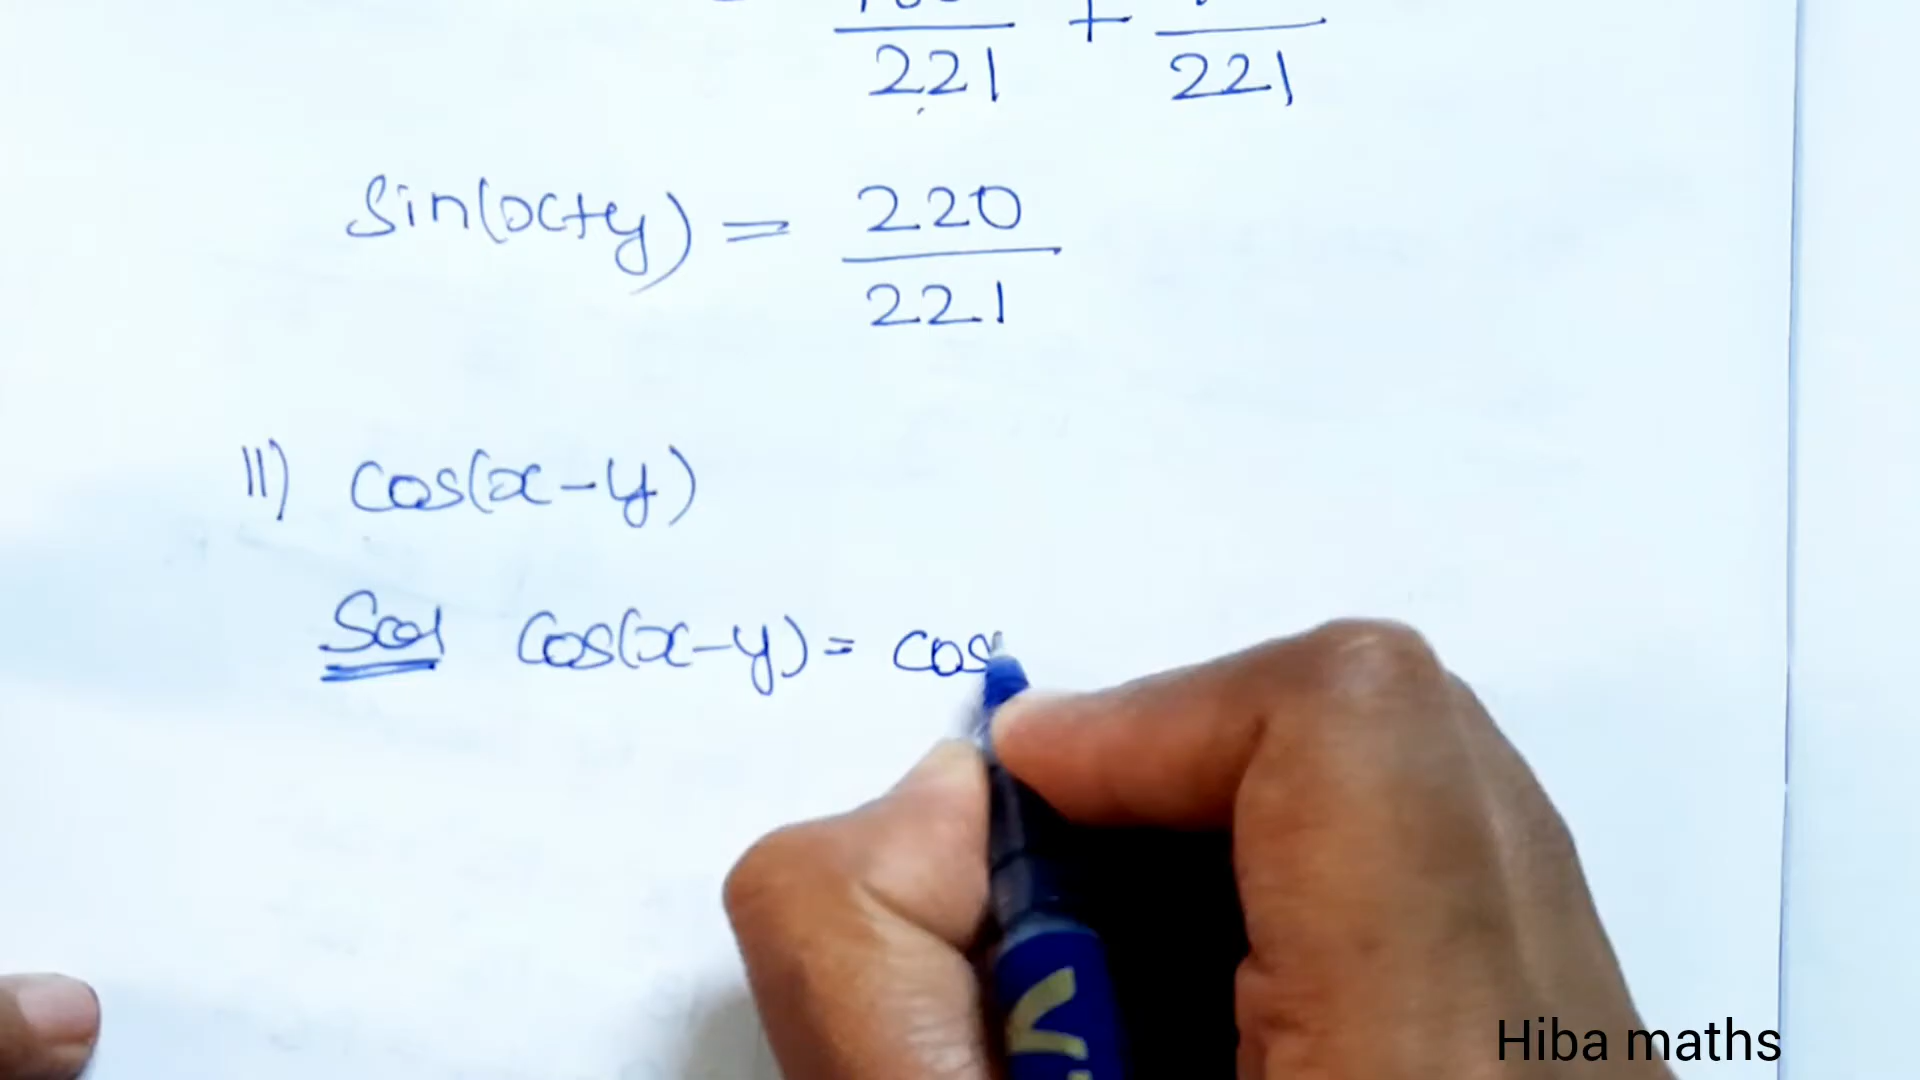 221 + 221
sin(x+y) = 220/221
II) cos(x-y)
Sol cos(x-y) = cos
Hiba maths